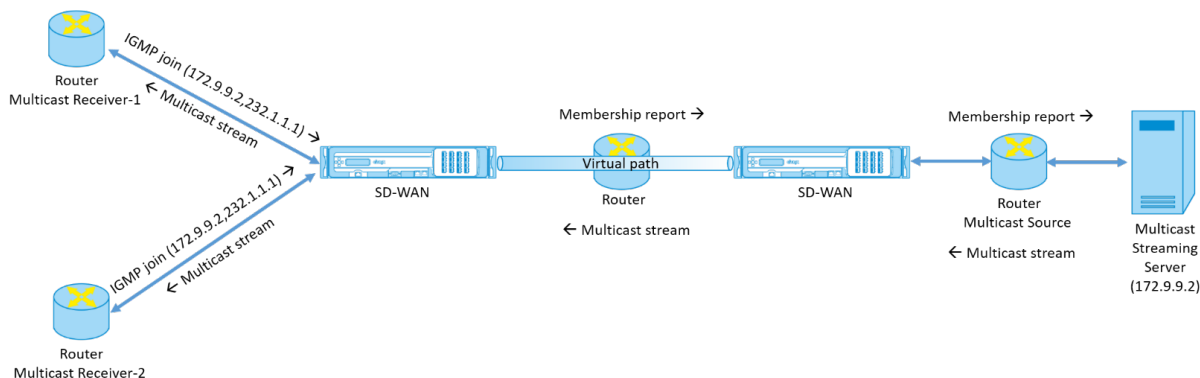 Router
Multicast Receiver-1
IGMP join (172.9.9.2,232.1.1.1) →
← Multicast stream
IGMP join (172.9.9.2,232.1.1.1) →
← Multicast stream
Router
Multicast Receiver-2
SD-WAN
Membership report →
Virtual path
Router
← Multicast stream
SD-WAN
Membership report →
Router
Multicast Source
← Multicast stream
Multicast
Streaming
Server
(172.9.9.2)